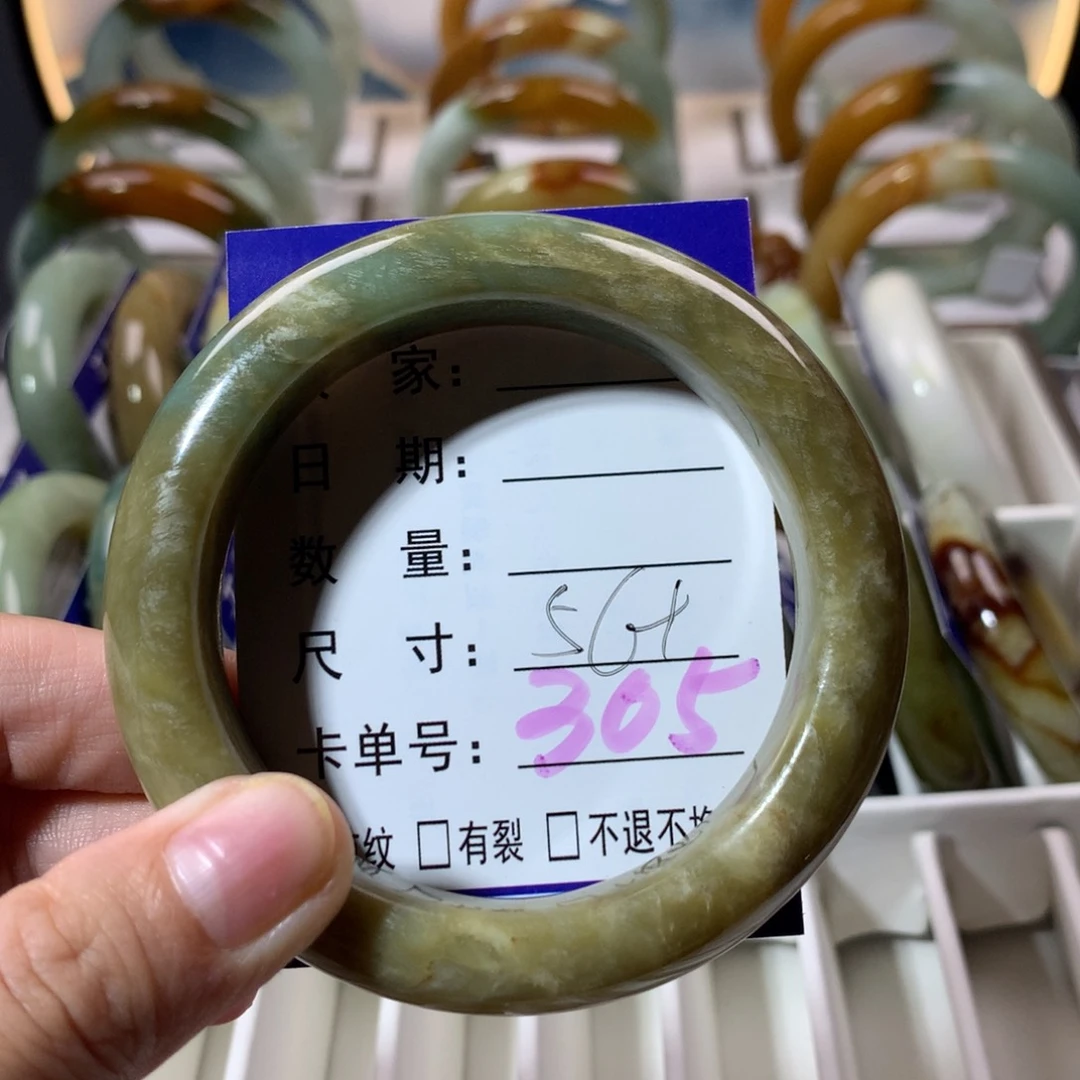 家:
日 期:
数 量:
尺 寸: 56+
卡单号: 305
纹 □有裂 □不退不